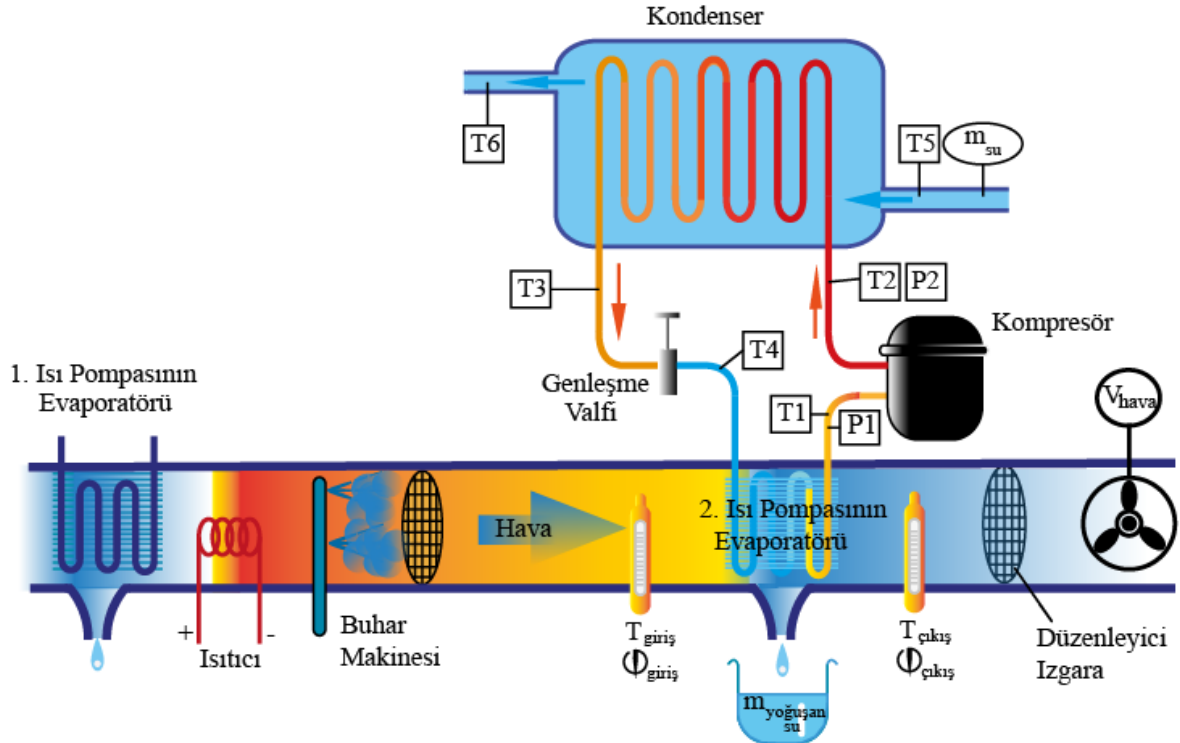 Kondenser
T6
T5
m su
T3
T2 P2
Kompresör
T4
Genleşme
Valfi
T1
P1
V hava
1. Isı Pompasının
Evaporatörü
Hava
2. Isı Pompasının
Evaporatörü
+ -
Isıtıcı
Buhar
Makinesi
T giriş
Φ giriş
T çıkış
Φ çıkış
Düzenleyici
Izgara
m yoğuşan
su